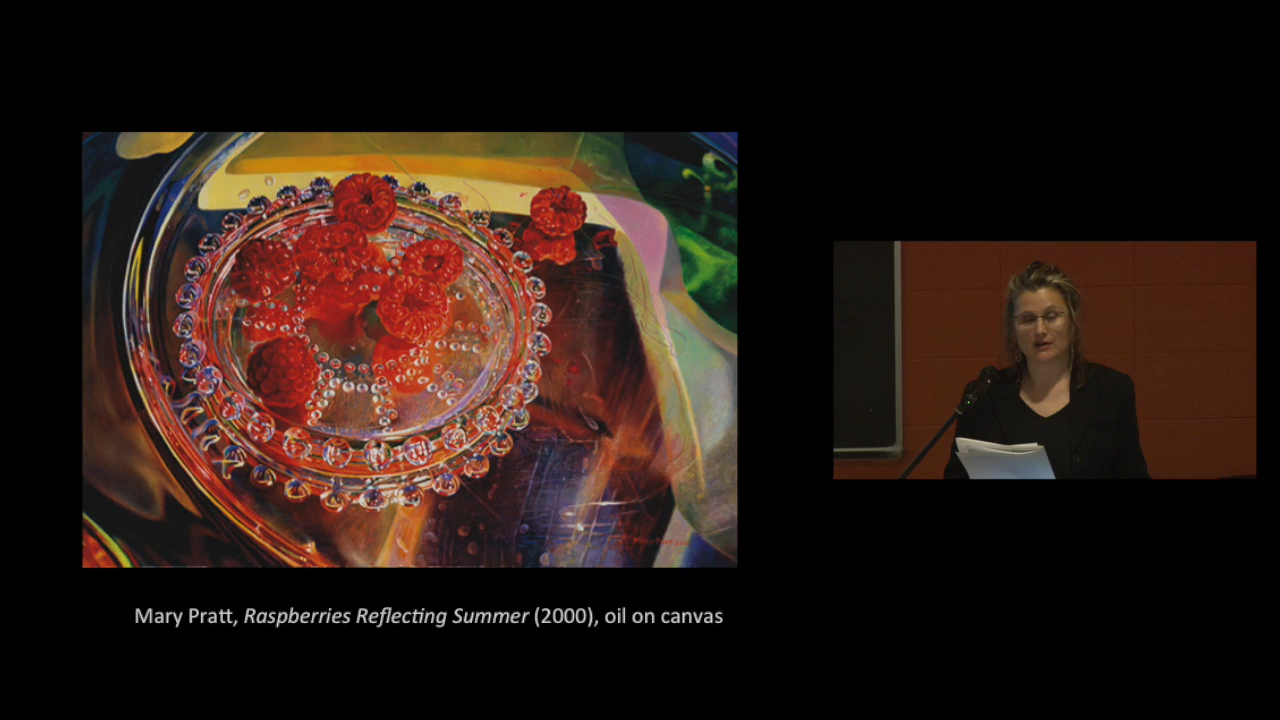 Mary Pratt, Raspberries Reflecting Summer (2000), oil on canvas